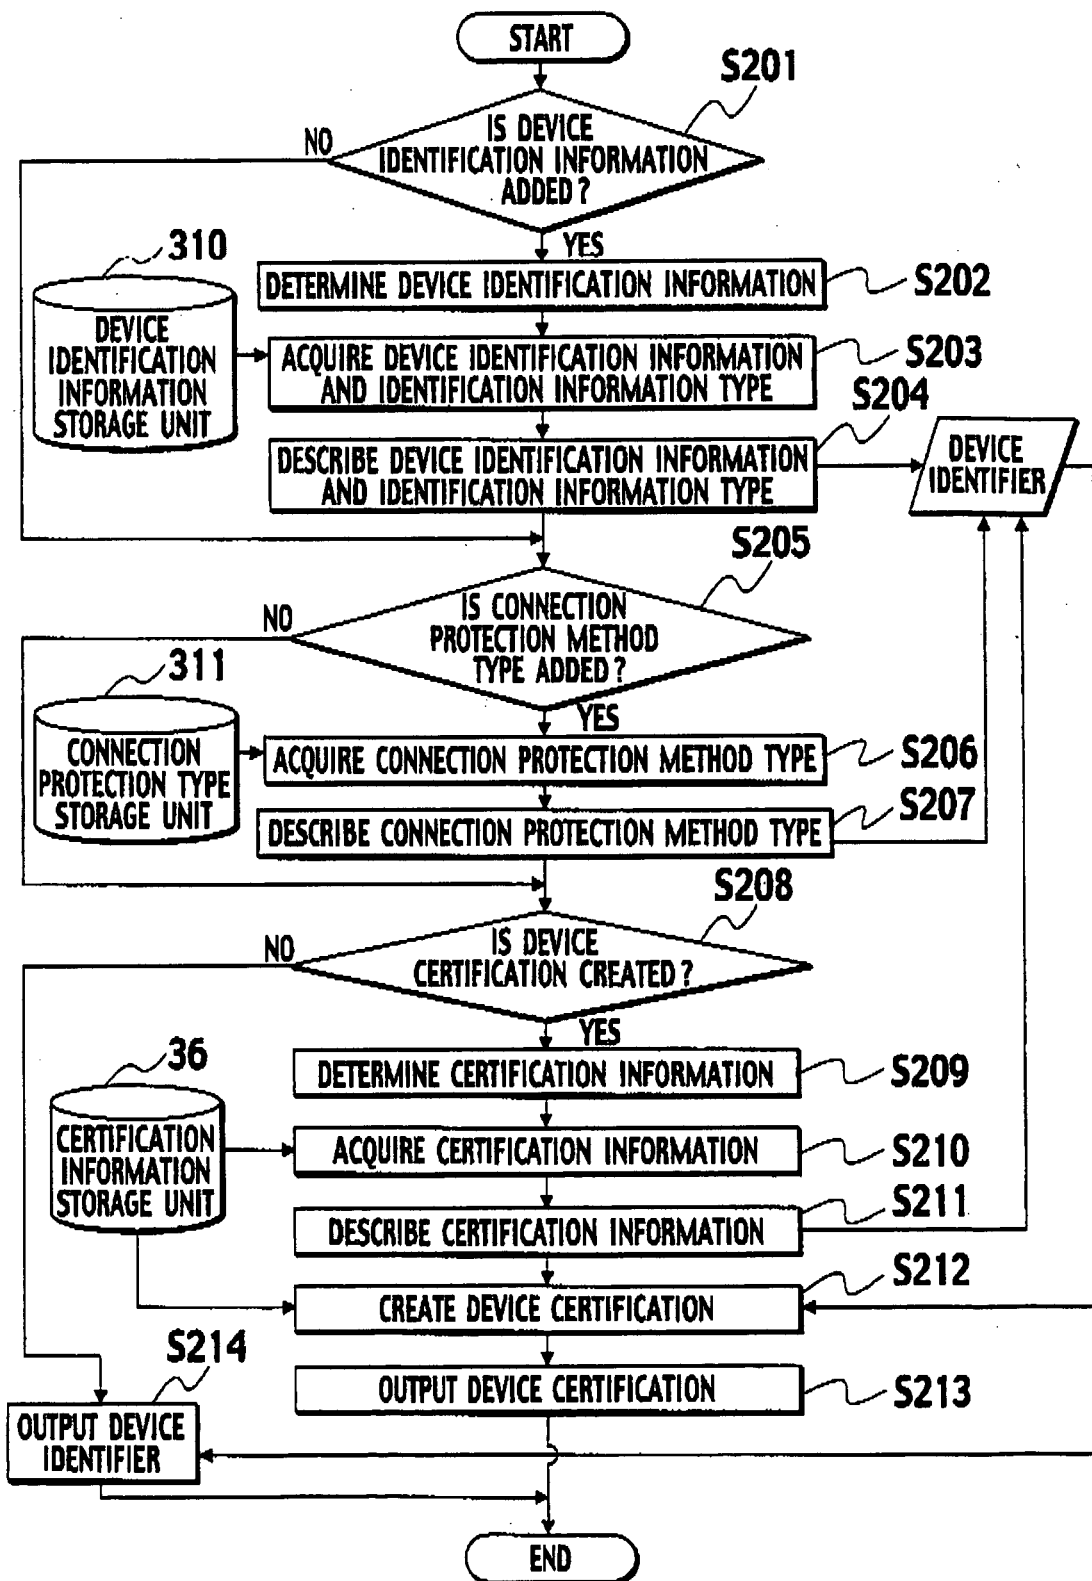 START
S201
IS DEVICE
IDENTIFICATION INFORMATION
ADDED?
NO
YES
310
DEVICE
IDENTIFICATION
INFORMATION
STORAGE UNIT
DETERMINE DEVICE IDENTIFICATION INFORMATION
S202
ACQUIRE DEVICE IDENTIFICATION INFORMATION
AND IDENTIFICATION INFORMATION TYPE
S203
DESCRIBE DEVICE IDENTIFICATION INFORMATION
AND IDENTIFICATION INFORMATION TYPE
S204
DEVICE
IDENTIFIER
S205
IS CONNECTION
PROTECTION METHOD
TYPE ADDED?
NO
YES
311
CONNECTION
PROTECTION TYPE
STORAGE UNIT
ACQUIRE CONNECTION PROTECTION METHOD TYPE
S206
DESCRIBE CONNECTION PROTECTION METHOD TYPE
S207
S208
IS DEVICE
CERTIFICATION CREATED?
NO
YES
36
CERTIFICATION
INFORMATION
STORAGE UNIT
DETERMINE CERTIFICATION INFORMATION
S209
ACQUIRE CERTIFICATION INFORMATION
S210
DESCRIBE CERTIFICATION INFORMATION
S211
CREATE DEVICE CERTIFICATION
S212
OUTPUT DEVICE CERTIFICATION
S213
S214
OUTPUT DEVICE
IDENTIFIER
END